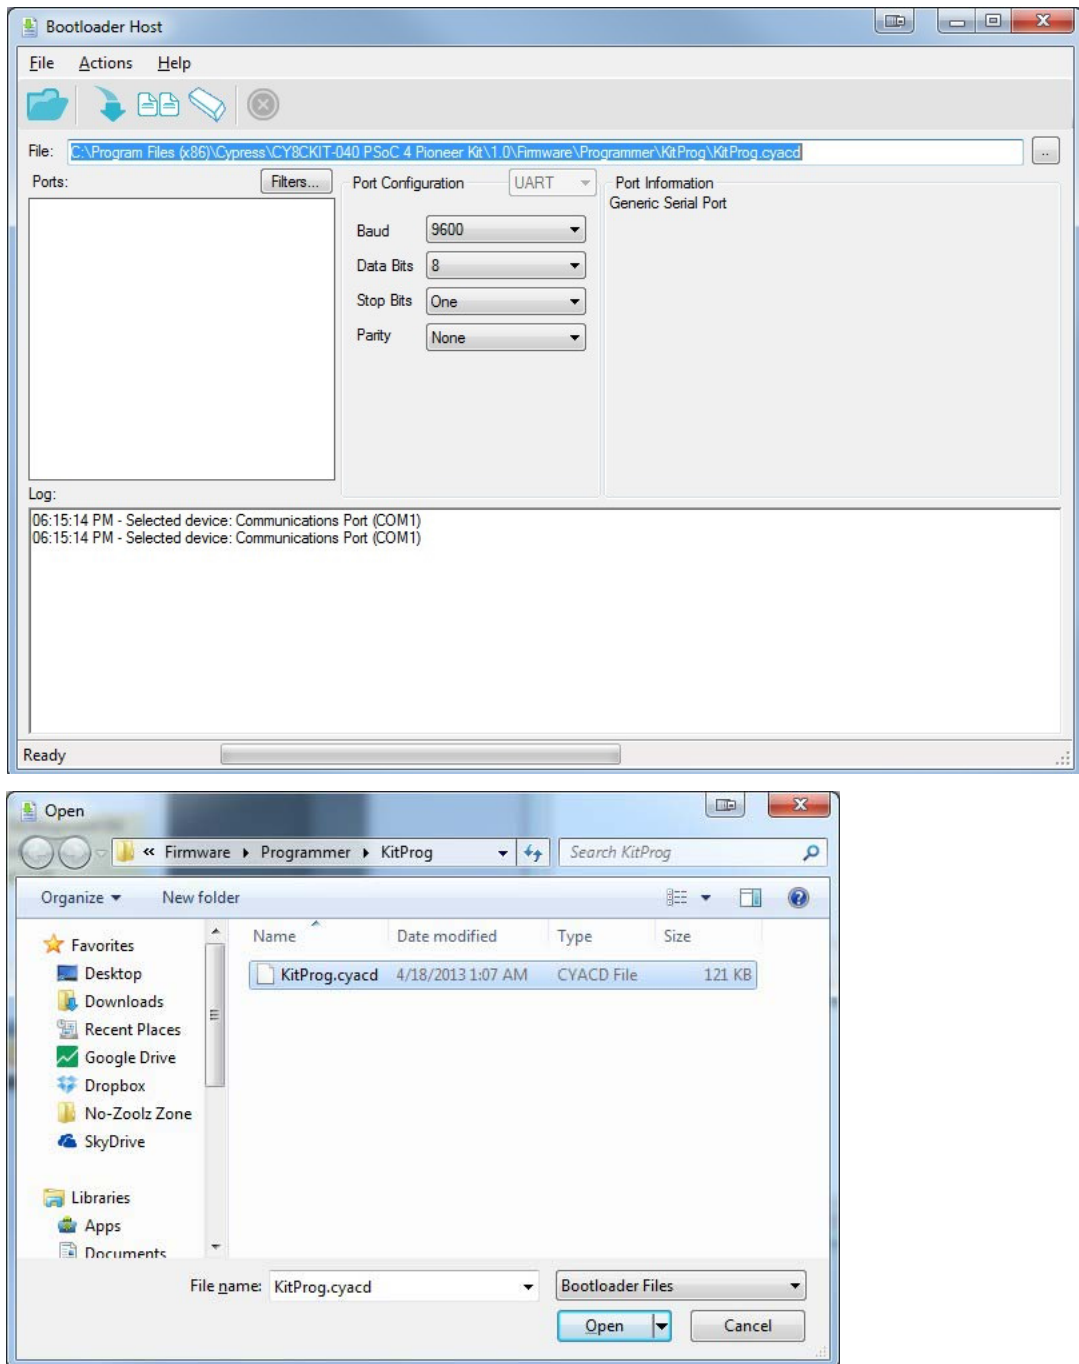 Bootloader Host
File Actions Help
File: C:\Program Files (x86)\Cypress\CY8CKIT-040 PSoC 4 Pioneer Kit\1.0\Firmware\Programmer\KitProg\KitProg.cyacd ..
Ports: Filters... Port Configuration UART Port Information
Generic Serial Port
Baud 9600
Data Bits 8
Stop Bits One
Parity None
Log:
06:15:14 PM - Selected device: Communications Port (COM1)
06:15:14 PM - Selected device: Communications Port (COM1)
Ready
Open
« Firmware Programmer KitProg Search KitProg
Organize New folder
Name Date modified Type Size
KitProg.cyacd 4/18/2013 1:07 AM CYACD File 121 KB
Favorites
Desktop
Downloads
Recent Places
Google Drive
Dropbox
No-Zoolz Zone
SkyDrive
Libraries
Apps
Documents
File name: KitProg.cyacd Bootloader Files
Open Cancel